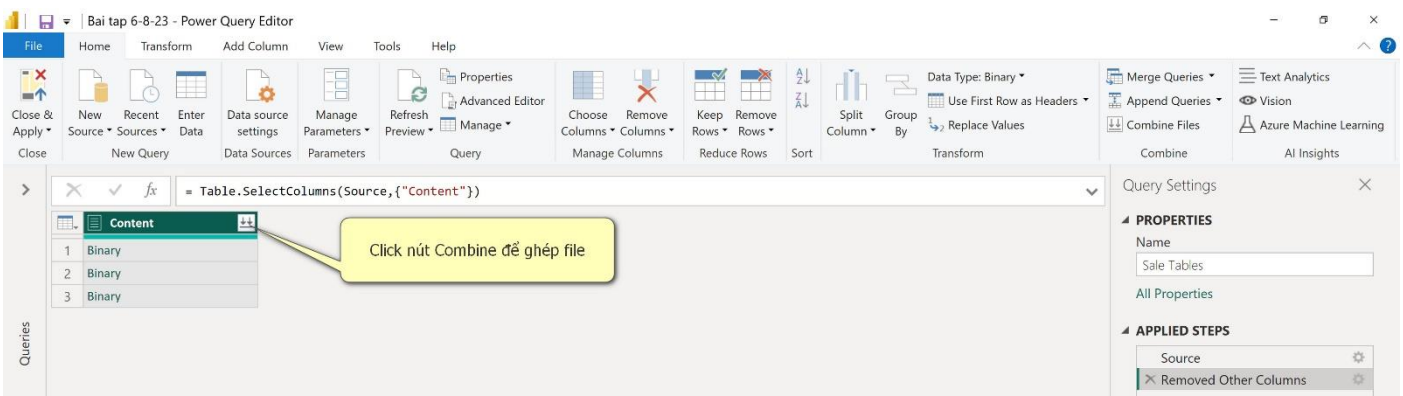 Bai tap 6-8-23 - Power Query Editor
File Home Transform Add Column View Tools Help
Close & Apply
New Source
Recent Sources
Enter Data
Data source settings
Manage Parameters
Refresh Preview
Properties
Advanced Editor
Manage
Choose Columns
Remove Columns
Keep Rows
Remove Rows
A
Z
Z
A
Split Column
Group By
Data Type: Binary
Use First Row as Headers
1
2
Replace Values
Merge Queries
Append Queries
Combine Files
Text Analytics
Vision
Azure Machine Learning
Close New Query Data Sources Parameters Query Manage Columns Reduce Rows Sort Transform Combine AI Insights
fx = Table.SelectColumns(Source,{"Content"})
Content
1 Binary
2 Binary
3 Binary
Click nút Combine để ghép file
Queries
Query Settings
PROPERTIES
Name
Sale Tables
All Properties
APPLIED STEPS
Source
Removed Other Columns